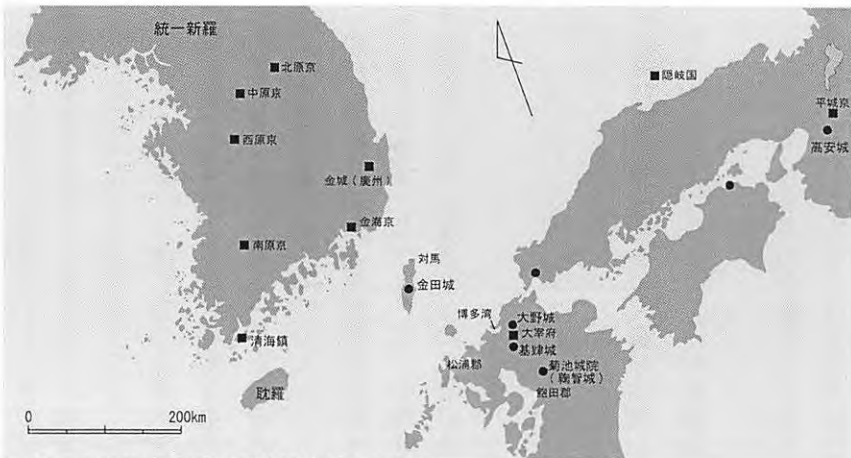 統一新羅
北原京
中原京
西原京
金城(慶州)
金海京
南原京
清海鎮
耽羅
0 200km
対馬
金田城
博多湾
松浦郡
大野城
大宰府
基肄城
菊池城院
(鞠智城)
飽田郡
隠岐国
平城京
高安城